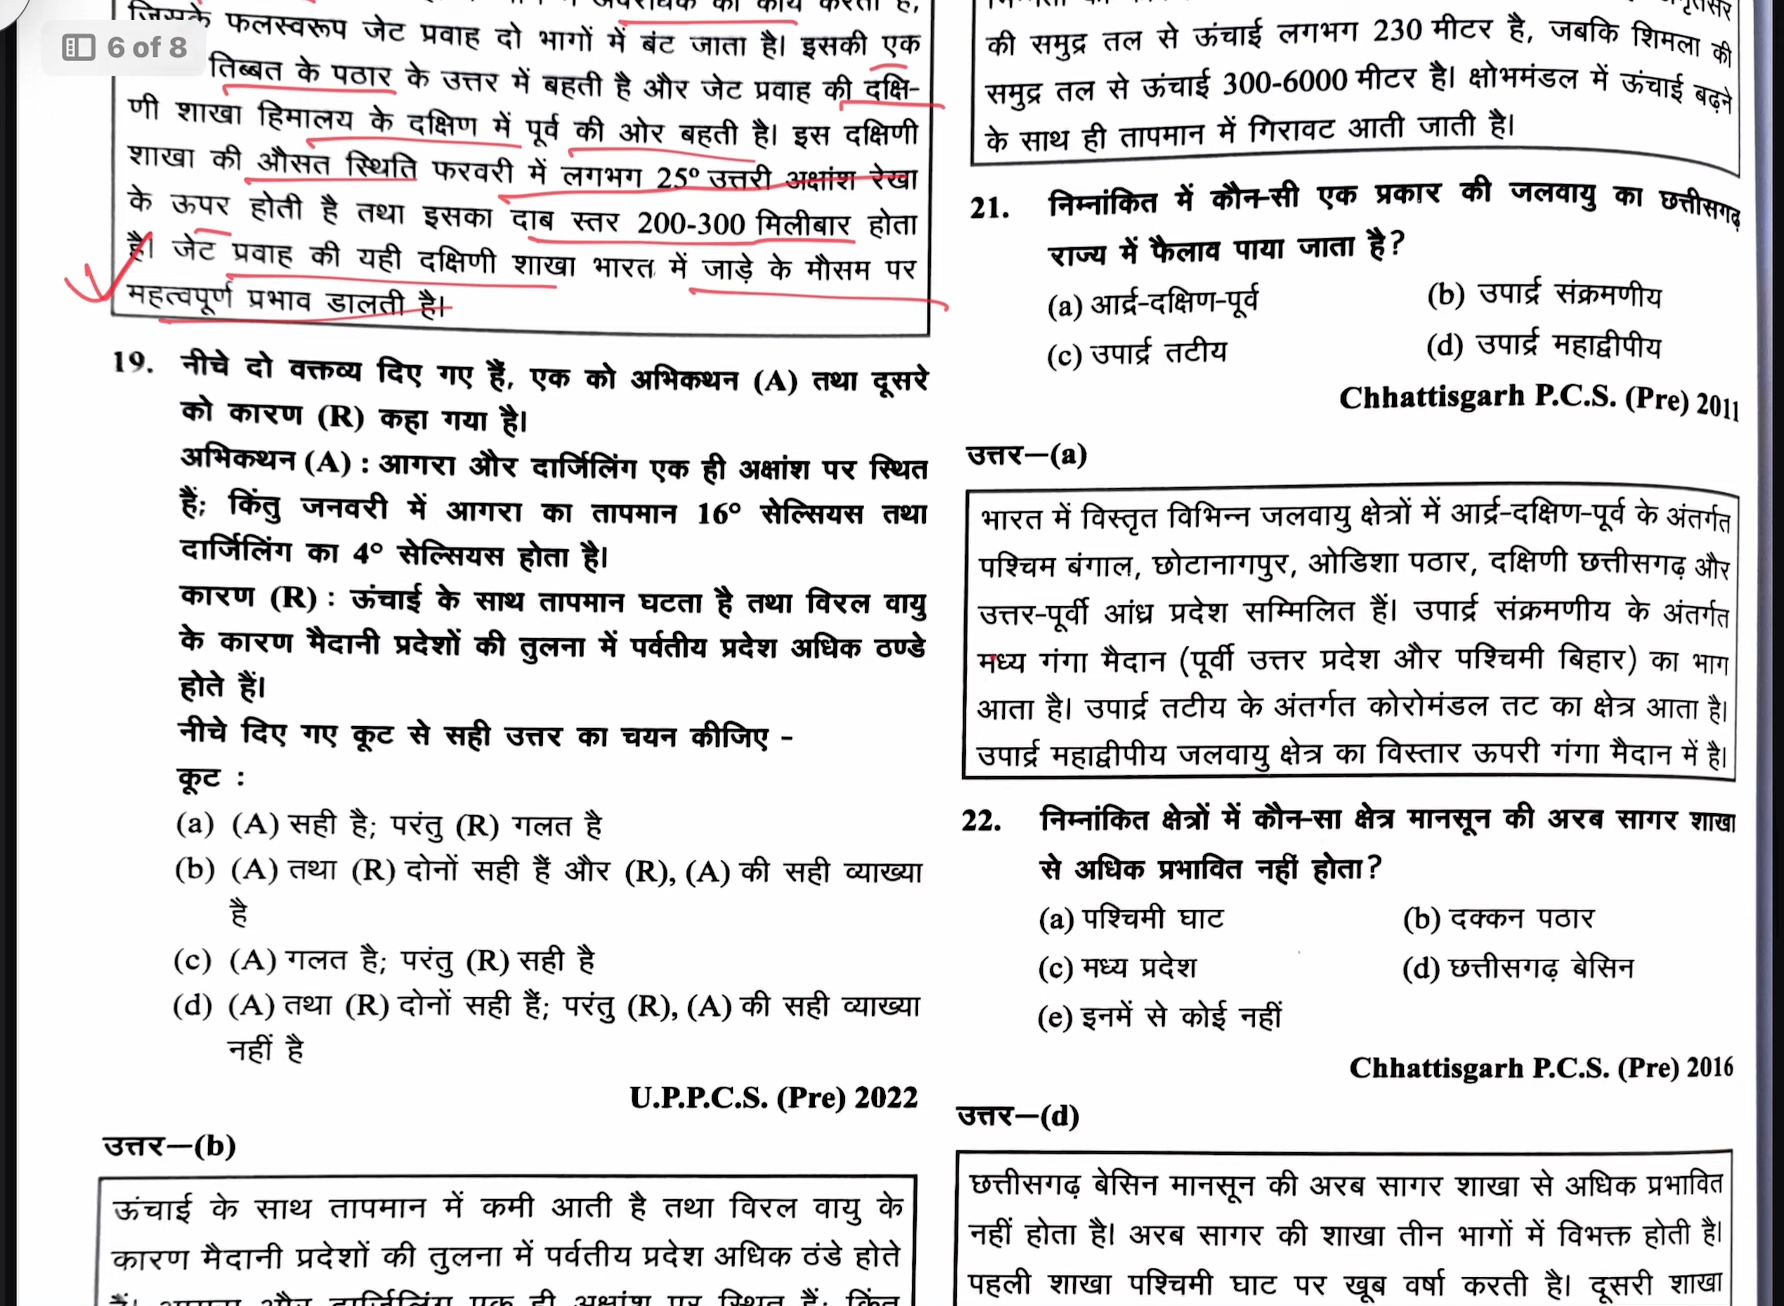 6 of 8
फलस्वरूप जेट प्रवाह दो भागों में बंट जाता है। इसकी एक
तिब्बत के पठार के उत्तर में बहती है और जेट प्रवाह की दक्षि-
णी शाखा हिमालय के दक्षिण में पूर्व की ओर बहती है। इस दक्षिणी
शाखा की औसत स्थिति फरवरी में लगभग 25° उत्तरी अक्षांश रेखा
के ऊपर होती है तथा इसका दाब स्तर 200-300 मिलीबार होता
है। जेट प्रवाह की यही दक्षिणी शाखा भारत में जाड़े के मौसम पर
महत्वपूर्ण प्रभाव डालती है।
19. नीचे दो वक्तव्य दिए गए हैं, एक को अभिकथन (A) तथा दूसरे
को कारण (R) कहा गया है।
अभिकथन (A) : आगरा और दार्जिलिंग एक ही अक्षांश पर स्थित
हैं; किंतु जनवरी में आगरा का तापमान 16° सेल्सियस तथा
दार्जिलिंग का 4° सेल्सियस होता है।
कारण (R) : ऊंचाई के साथ तापमान घटता है तथा विरल वायु
के कारण मैदानी प्रदेशों की तुलना में पर्वतीय प्रदेश अधिक ठण्डे
होते हैं।
नीचे दिए गए कूट से सही उत्तर का चयन कीजिए -
कूट :
(a) (A) सही है; परंतु (R) गलत है
(b) (A) तथा (R) दोनों सही हैं और (R), (A) की सही व्याख्या
है
(c) (A) गलत है; परंतु (R) सही है
(d) (A) तथा (R) दोनों सही हैं; परंतु (R), (A) की सही व्याख्या
नहीं है
U.P.P.C.S. (Pre) 2022
उत्तर—(b)
ऊंचाई के साथ तापमान में कमी आती है तथा विरल वायु के
कारण मैदानी प्रदेशों की तुलना में पर्वतीय प्रदेश अधिक ठंडे होते
की समुद्र तल से ऊंचाई लगभग 230 मीटर है, जबकि शिमला की
समुद्र तल से ऊंचाई 300-6000 मीटर है। क्षोभमंडल में ऊंचाई बढ़ने
के साथ ही तापमान में गिरावट आती जाती है।
21. निम्नांकित में कौन-सी एक प्रकार की जलवायु का छत्तीसगढ़
राज्य में फैलाव पाया जाता है?
(a) आर्द्र-दक्षिण-पूर्व (b) उपार्द्र संक्रमणीय
(c) उपार्द्र तटीय (d) उपार्द्र महाद्वीपीय
Chhattisgarh P.C.S. (Pre) 2011
उत्तर—(a)
भारत में विस्तृत विभिन्न जलवायु क्षेत्रों में आर्द्र-दक्षिण-पूर्व के अंतर्गत
पश्चिम बंगाल, छोटानागपुर, ओडिशा पठार, दक्षिणी छत्तीसगढ़ और
उत्तर-पूर्वी आंध्र प्रदेश सम्मिलित हैं। उपार्द्र संक्रमणीय के अंतर्गत
मध्य गंगा मैदान (पूर्वी उत्तर प्रदेश और पश्चिमी बिहार) का भाग
आता है। उपार्द्र तटीय के अंतर्गत कोरोमंडल तट का क्षेत्र आता है।
उपार्द्र महाद्वीपीय जलवायु क्षेत्र का विस्तार ऊपरी गंगा मैदान में है।
22. निम्नांकित क्षेत्रों में कौन-सा क्षेत्र मानसून की अरब सागर शाखा
से अधिक प्रभावित नहीं होता?
(a) पश्चिमी घाट (b) दक्कन पठार
(c) मध्य प्रदेश (d) छत्तीसगढ़ बेसिन
(e) इनमें से कोई नहीं
Chhattisgarh P.C.S. (Pre) 2016
उत्तर—(d)
छत्तीसगढ़ बेसिन मानसून की अरब सागर शाखा से अधिक प्रभावित
नहीं होता है। अरब सागर की शाखा तीन भागों में विभक्त होती है।
पहली शाखा पश्चिमी घाट पर खूब वर्षा करती है। दूसरी शाखा